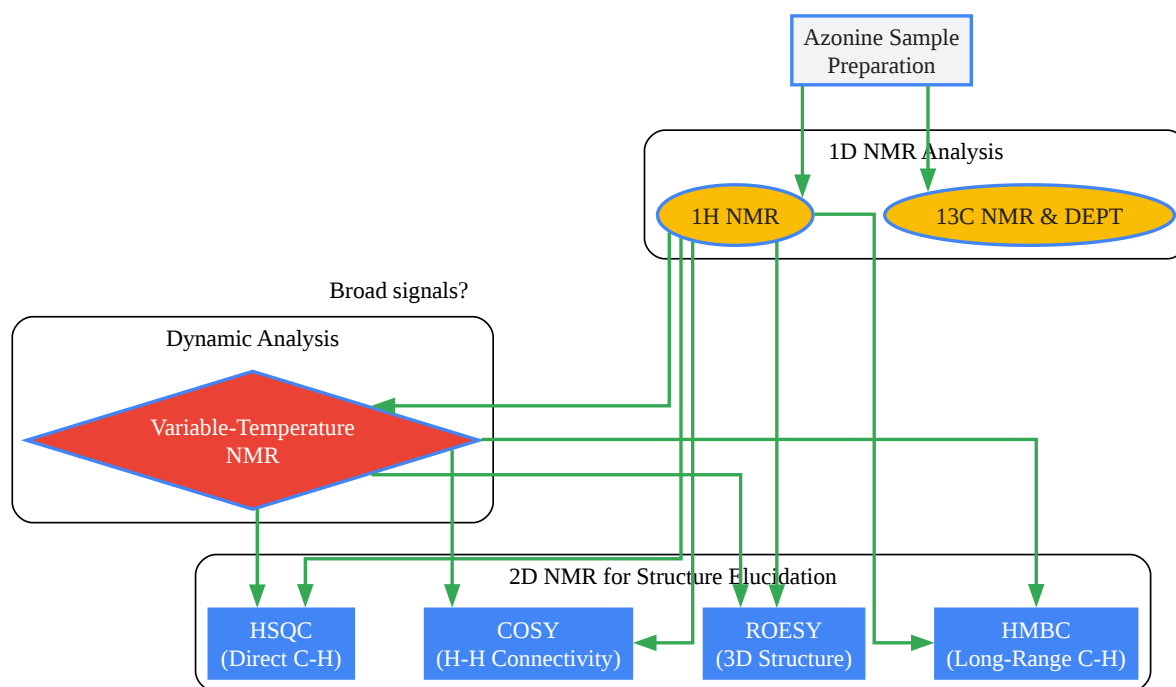 Azonine Sample
Preparation
1D NMR Analysis
1H NMR
13C NMR & DEPT
Broad signals?
Dynamic Analysis
Variable-Temperature
NMR
2D NMR for Structure Elucidation
HSQC
(Direct C-H)
COSY
(H-H Connectivity)
ROESY
(3D Structure)
HMBC
(Long-Range C-H)